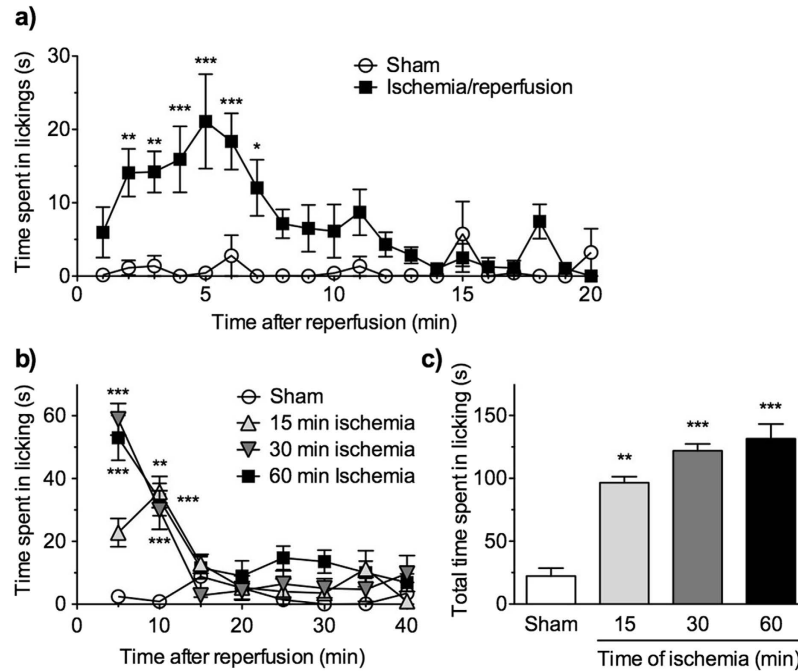 a)
Time spent in lickings (s)
30
20
10
0
*** ** ** *** *** *
Sham
Ischemia/reperfusion
0 5 10 15 20
Time after reperfusion (min)
b)
Time spent in licking (s)
60
40
20
0
***
***
**
***
***
Sham
15 min ischemia
30 min ischemia
60 min Ischemia
0 10 20 30 40
Time after reperfusion (min)
c)
Total time spent in licking (s)
150
100
50
0
** *** ***
Sham 15 30 60
Time of ischemia (min)